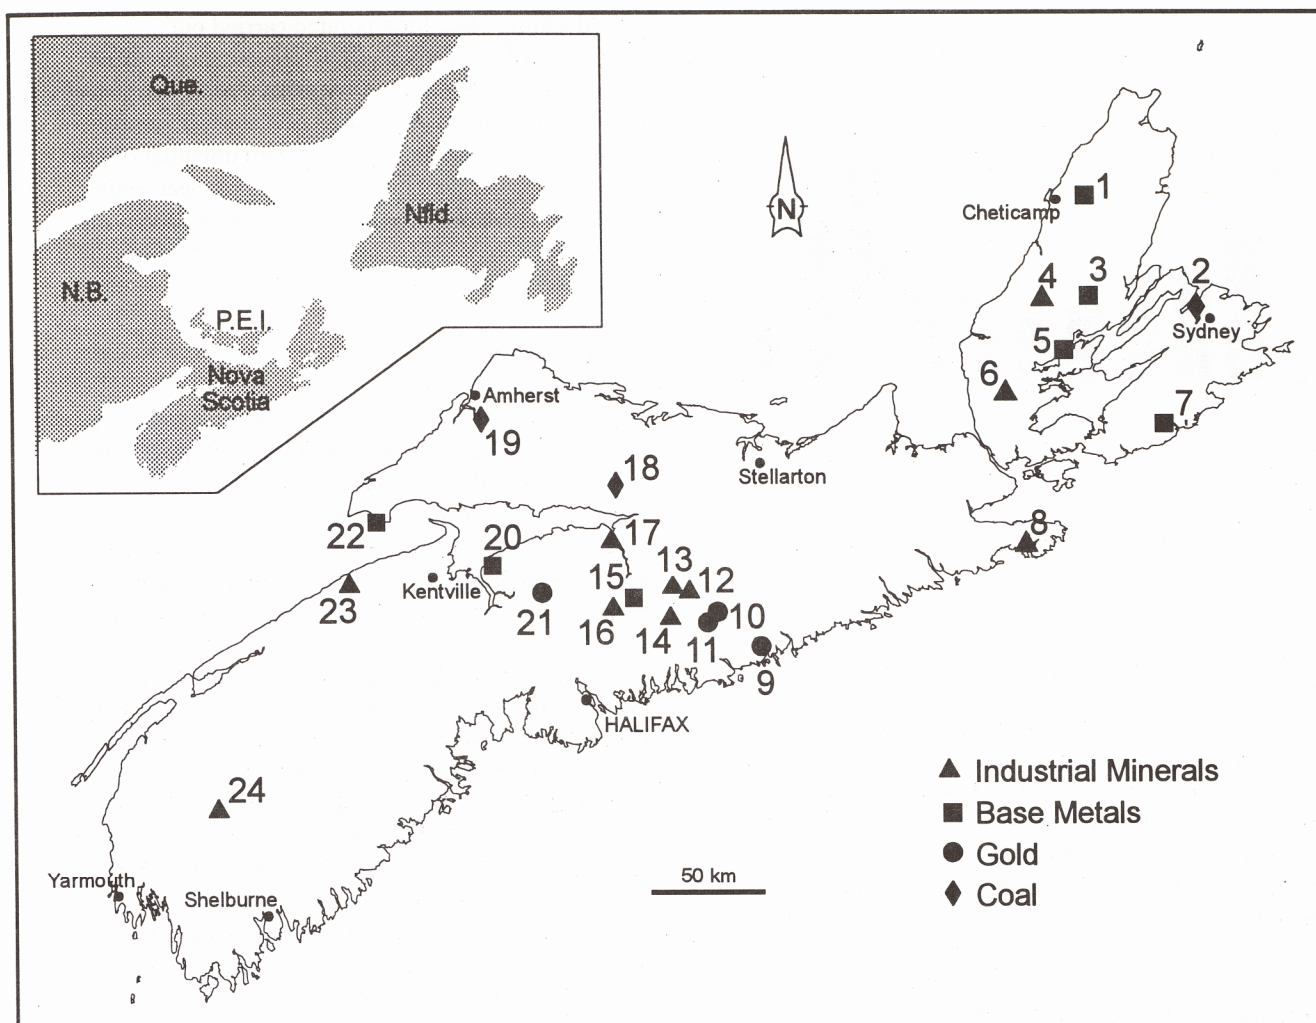 Que.
Nfld.
N.B.
P.E.I.
Nova
Scotia
N
1
Cheticamp
4
3
2
Sydney
5
6
7
Amherst
19
18
Stellarton
8
22
20
17
13
12
15
Kentville
23
21
16
14
11
10
9
HALIFAX
24
Yarmouth
Shelburne
50 km
Industrial Minerals
Base Metals
Gold
Coal